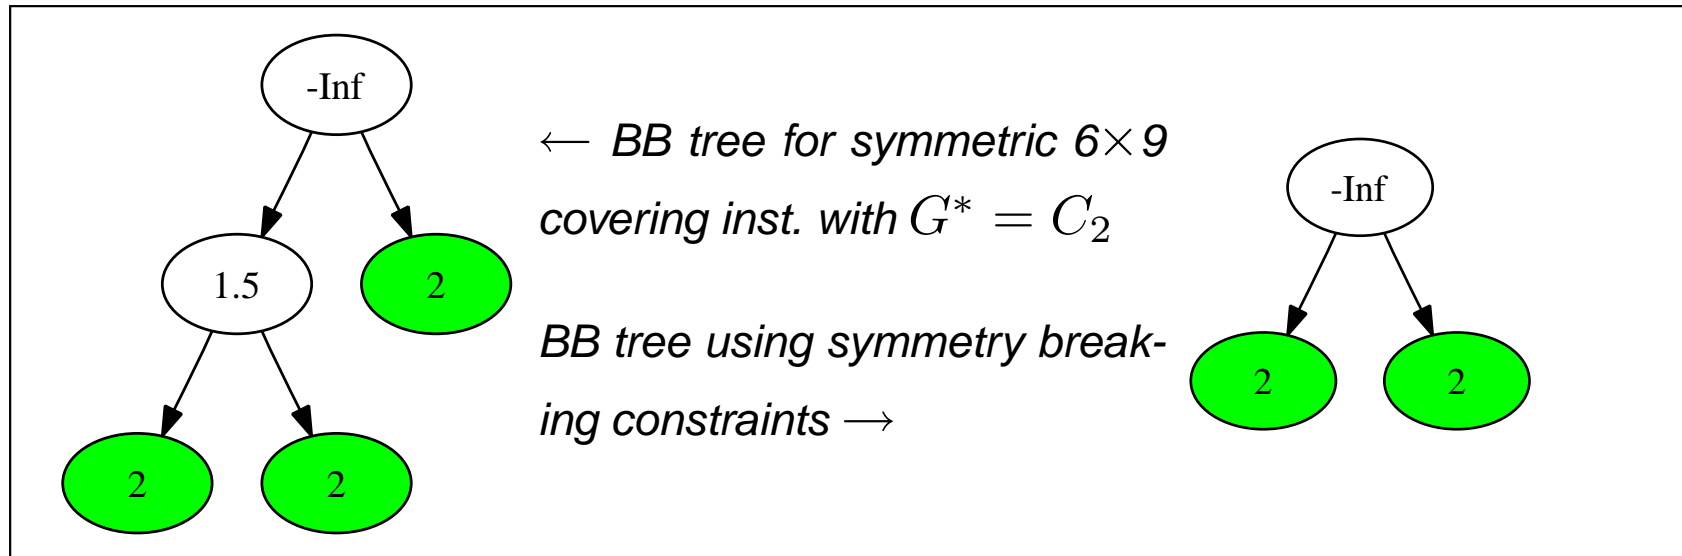 -Inf
1.5
2
2
2
← BB tree for symmetric 6×9
covering inst. with G* = C₂
BB tree using symmetry break-
ing constraints →
-Inf
2
2